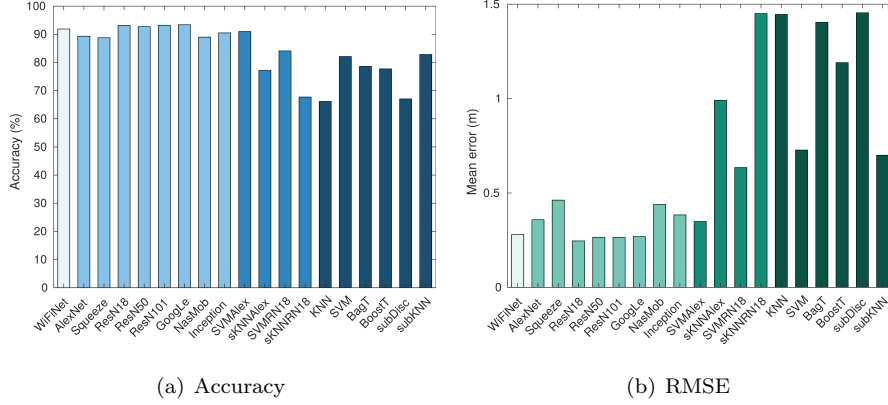 100
90
80
70
60
50
40
30
20
10
0
Accuracy (%)
WiFiNet
AlexNet
Squeeze
ResN18
ResN50
ResN101
GoogLe
NasMob
Inception
SVMAlex
sKNNAlex
SVMRN18
sKNNRN18
KNN
SVM
BagT
BoostT
subDisc
subKNN
(a) Accuracy
1.5
1
0.5
0
Mean error (m)
WiFiNet
AlexNet
Squeeze
ResN18
ResN50
ResN101
GoogLe
NasMob
Inception
SVMAlex
sKNNAlex
SVMRN18
sKNNRN18
KNN
SVM
BagT
BoostT
subDisc
subKNN
(b) RMSE